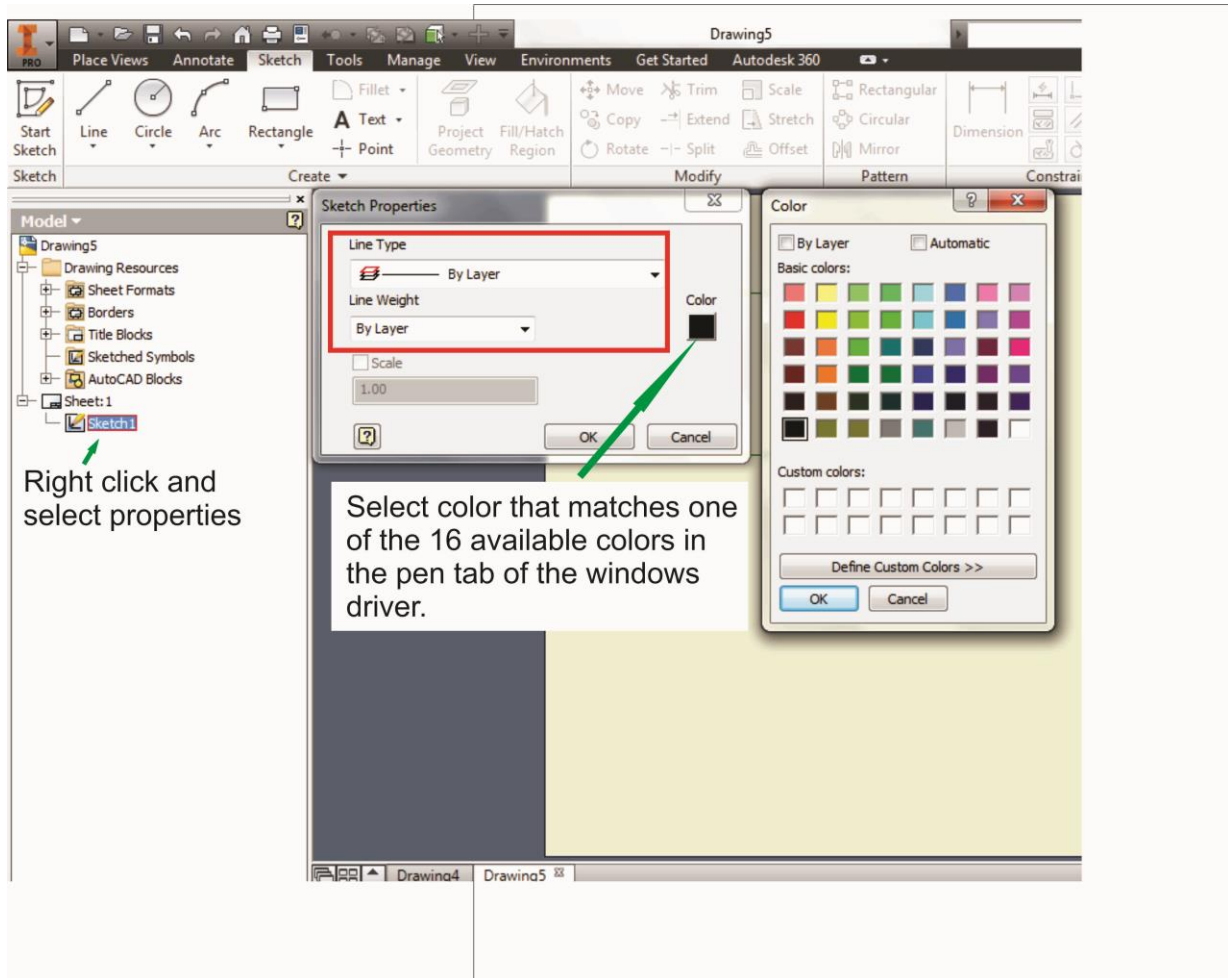 Drawing5
PRO
Place Views Annotate Sketch Tools Manage View Environments Get Started Autodesk 360
Start Sketch
Line
Circle
Arc
Rectangle
Fillet
Text
Point
Project Geometry
Fill/Hatch Region
Move Trim Scale
Copy Extend Stretch
Rotate Split Offset
Rectangular
Circular
Mirror
Dimension
Sketch
Create
Modify
Pattern
Constrai
Model
Drawing5
Drawing Resources
Sheet Formats
Borders
Title Blocks
Sketched Symbols
AutoCAD Blocks
Sheet:1
Sketch1
Right click and
select properties
Sketch Properties
Line Type
By Layer
Line Weight
By Layer
Color
Scale
1.00
OK Cancel
Select color that matches one
of the 16 available colors in
the pen tab of the windows
driver.
Color
By Layer Automatic
Basic colors:
Custom colors:
Define Custom Colors >>
OK Cancel
Drawing4 Drawing5